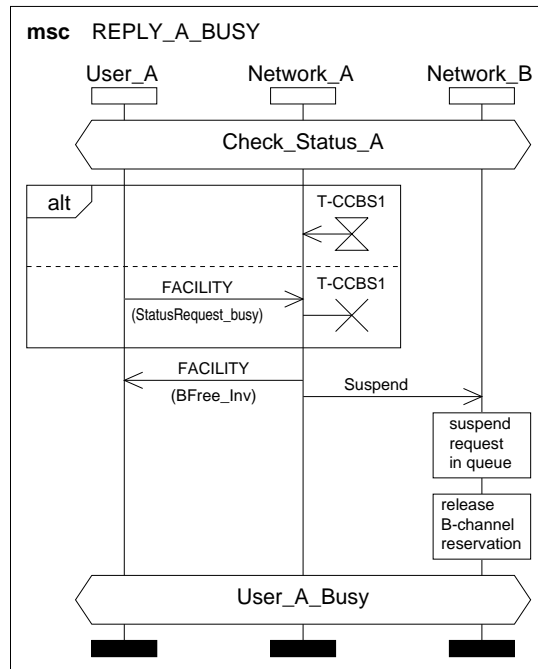 msc REPLY_A_BUSY
User_A Network_A Network_B
Check_Status_A
alt
T-CCBS1
FACILITY
(StatusRequest_busy)
T-CCBS1
FACILITY
(BFree_Inv)
Suspend
suspend
request
in queue
release
B-channel
reservation
User_A_Busy